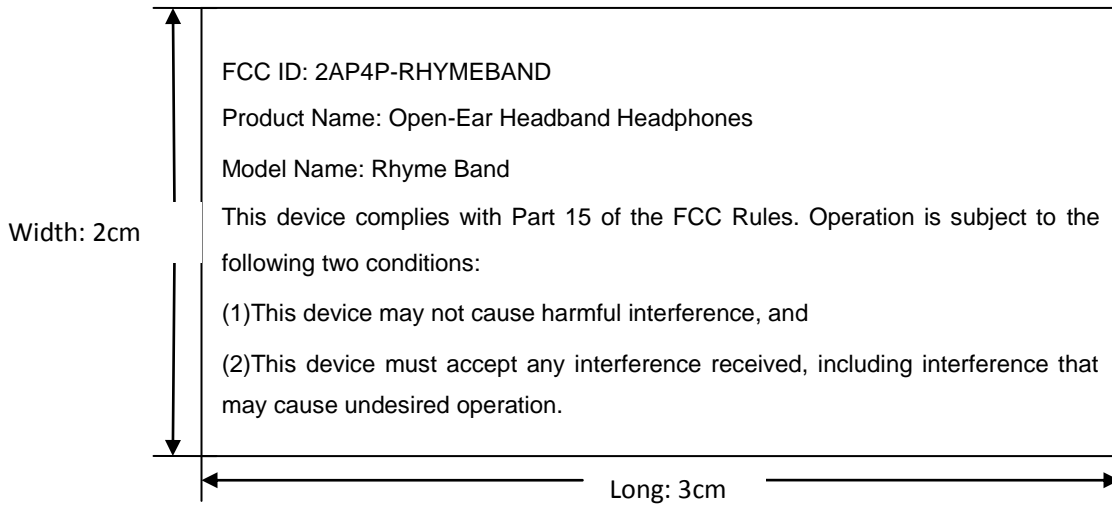 FCC ID: 2AP4P-RHYMEBAND
Product Name: Open-Ear Headband Headphones
Model Name: Rhyme Band
This device complies with Part 15 of the FCC Rules. Operation is subject to the
Width: 2cm
following two conditions:
(1)This device may not cause harmful interference, and
(2)This device must accept any interference received, including interference that
may cause undesired operation.
Long: 3cm